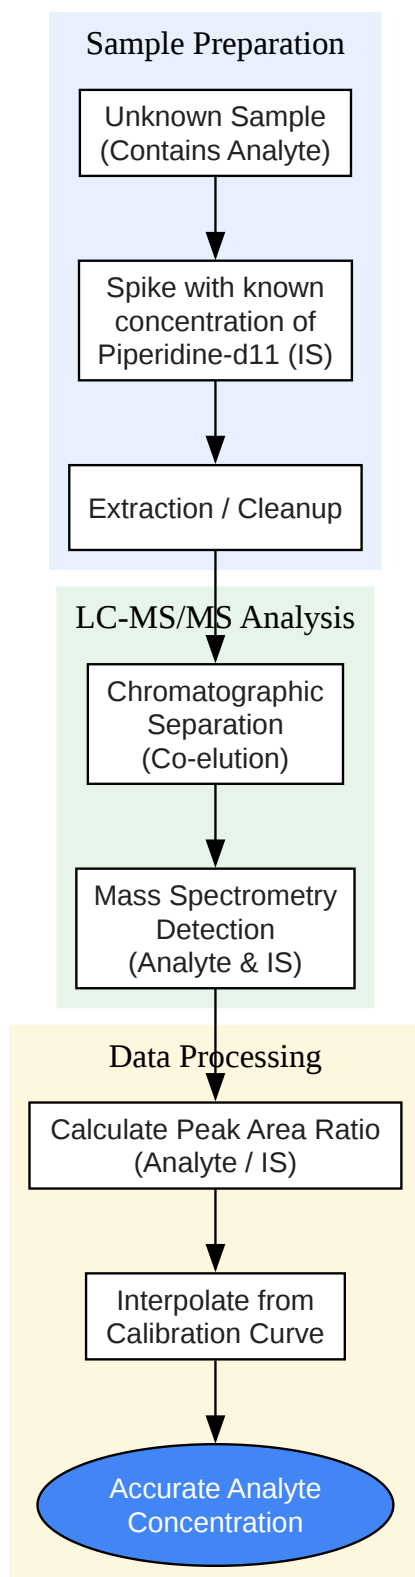 Sample Preparation
Unknown Sample
(Contains Analyte)
Spike with known
concentration of
Piperidine-d11 (IS)
Extraction / Cleanup
LC-MS/MS Analysis
Chromatographic
Separation
(Co-elution)
Mass Spectrometry
Detection
(Analyte & IS)
Data Processing
Calculate Peak Area Ratio
(Analyte / IS)
Interpolate from
Calibration Curve
Accurate Analyte
Concentration